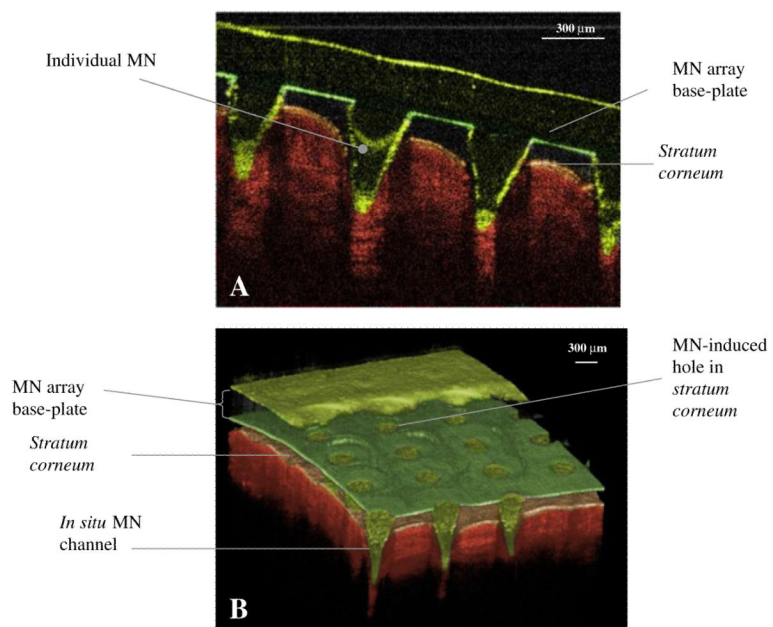 300 µm
Individual MN
MN array
base-plate
Stratum
corneum
A
300 µm
MN-induced
hole in
stratum
corneum
MN array
base-plate
Stratum
corneum
In situ MN
channel
B